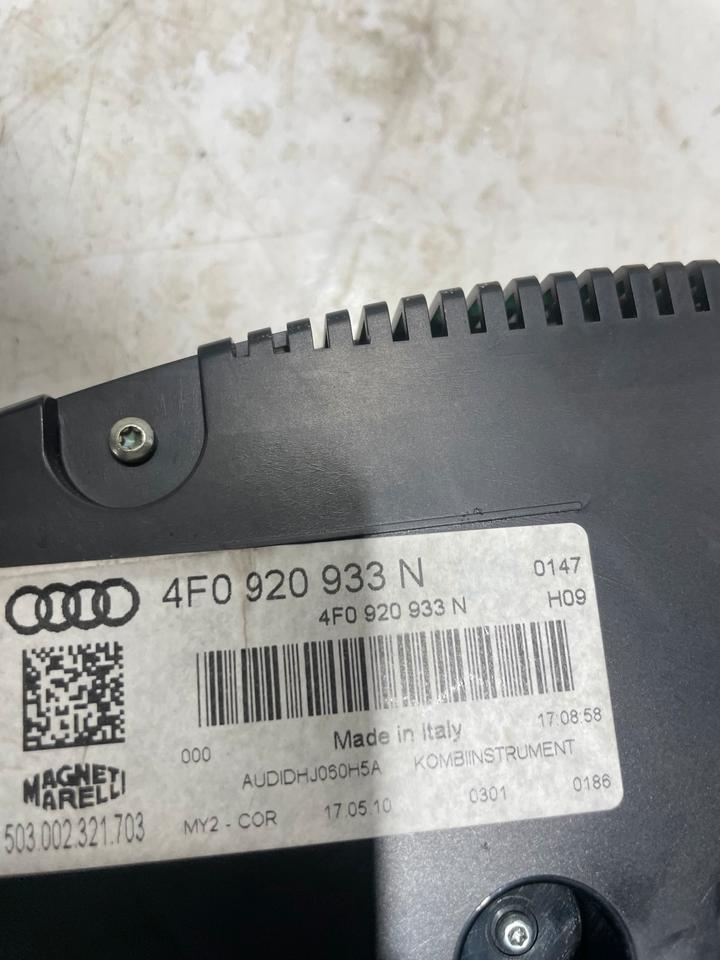 4F0 920 933 N 0147
4F0 920 933 N H09
Made in Italy 17:08:58
000 AUDIDHJ060H5A KOMBIINSTRUMENT
MAGNETI
MARELLI
503.002.321.703 MY2 - COR 17.05.10 0301 0186